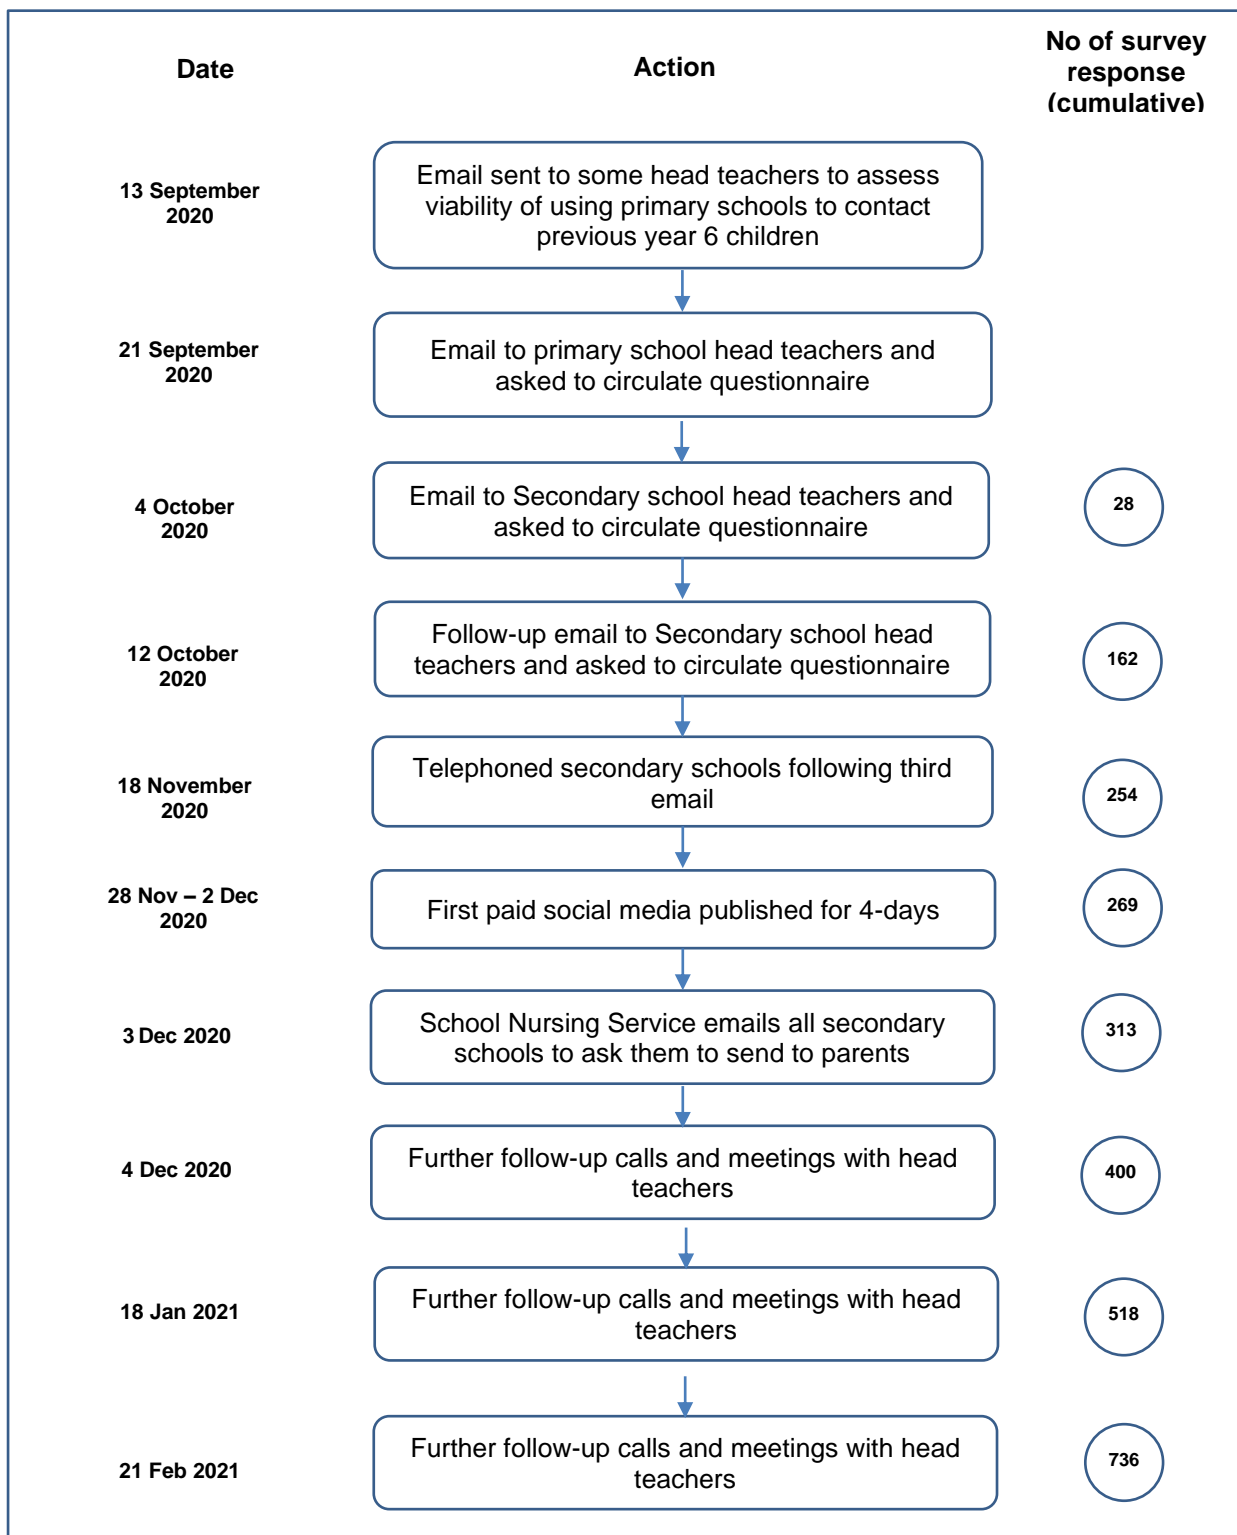 Date
Action
No of survey
response
(cumulative)
13 September
2020
Email sent to some head teachers to assess
viability of using primary schools to contact
previous year 6 children
21 September
2020
Email to primary school head teachers and
asked to circulate questionnaire
4 October
2020
Email to Secondary school head teachers and
asked to circulate questionnaire
28
12 October
2020
Follow-up email to Secondary school head
teachers and asked to circulate questionnaire
162
18 November
2020
Telephoned secondary schools following third
email
254
28 Nov – 2 Dec
2020
First paid social media published for 4-days
269
3 Dec 2020
School Nursing Service emails all secondary
schools to ask them to send to parents
313
4 Dec 2020
Further follow-up calls and meetings with head
teachers
400
18 Jan 2021
Further follow-up calls and meetings with head
teachers
518
21 Feb 2021
Further follow-up calls and meetings with head
teachers
736